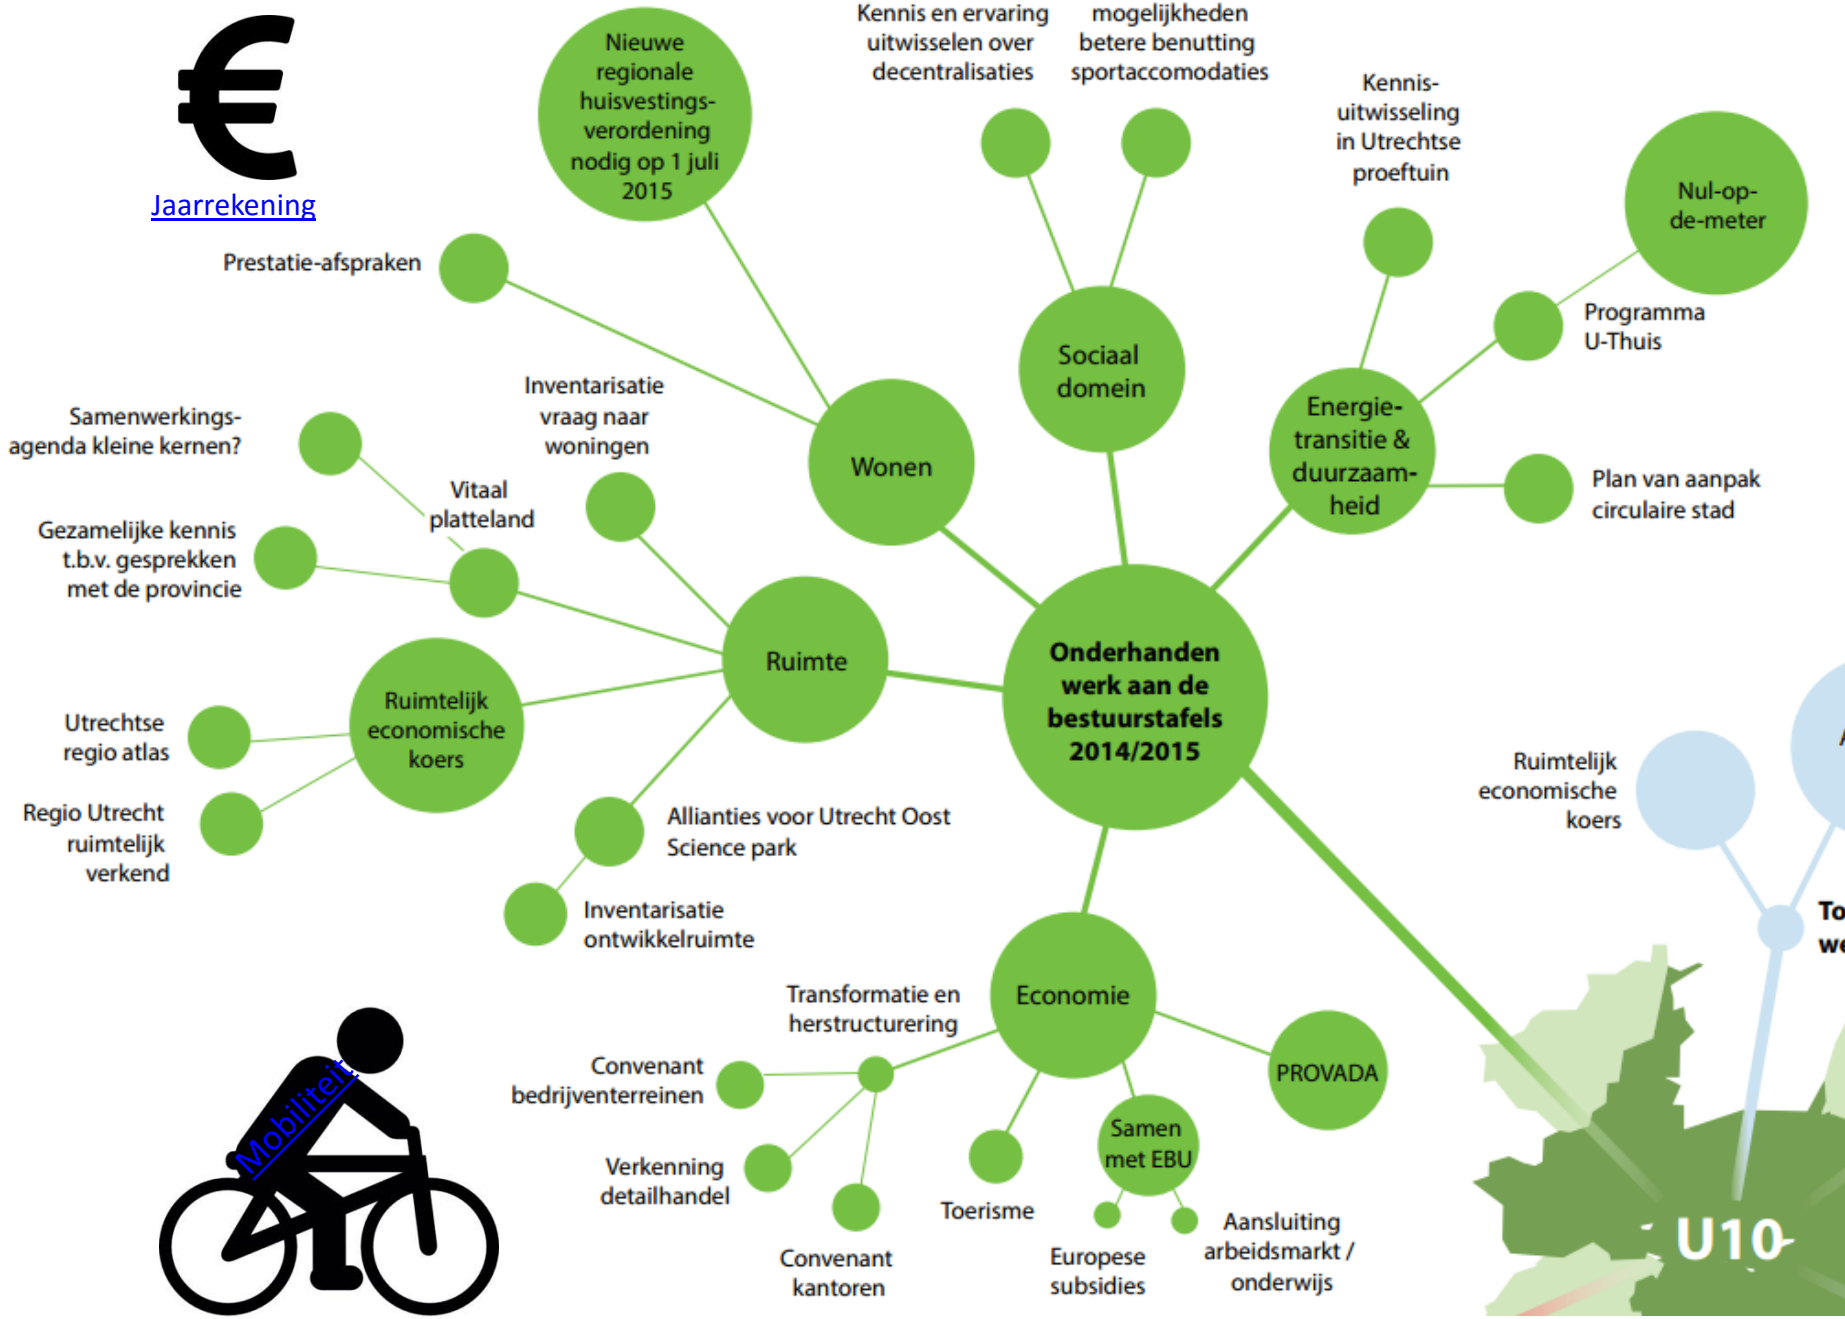 Jaarrekening
Nieuwe
regionale
huisvestings-
verordening
nodig op 1 juli
2015
Prestatie-afspraken
Kennis en ervaring
uitwisselen over
decentralisaties
mogelijkheden
betere benutting
sportaccomodaties
Kennis-
uitwisseling
in Utrechtse
proeftuin
Nul-op-
de-meter
Programma
U-Thuis
Sociaal
domein
Energie-
transitie &
duurzaam-
heid
Plan van aanpak
circulaire stad
Wonen
Inventarisatie
vraag naar
woningen
Samenwerkings-
agenda kleine kernen?
Vitaal
platteland
Gezamelijke kennis
t.b.v. gesprekken
met de provincie
Ruimte
Onderhanden
werk aan de
bestuurstafels
2014/2015
Ruimtelijk
economische
koers
Utrechtse
regio atlas
Regio Utrecht
ruimtelijk
verkend
Allianties voor Utrecht Oost
Science park
Inventarisatie
ontwikkelruimte
Ruimtelijk
economische
koers
To
we
Economie
Transformatie en
herstructurering
Convenant
bedrijventerreinen
Verkenning
detailhandel
Convenant
kantoren
Toerisme
Samen
met EBU
PROVADA
Europese
subsidies
Aansluiting
arbeidsmarkt /
onderwijs
Mobiliteit
U10